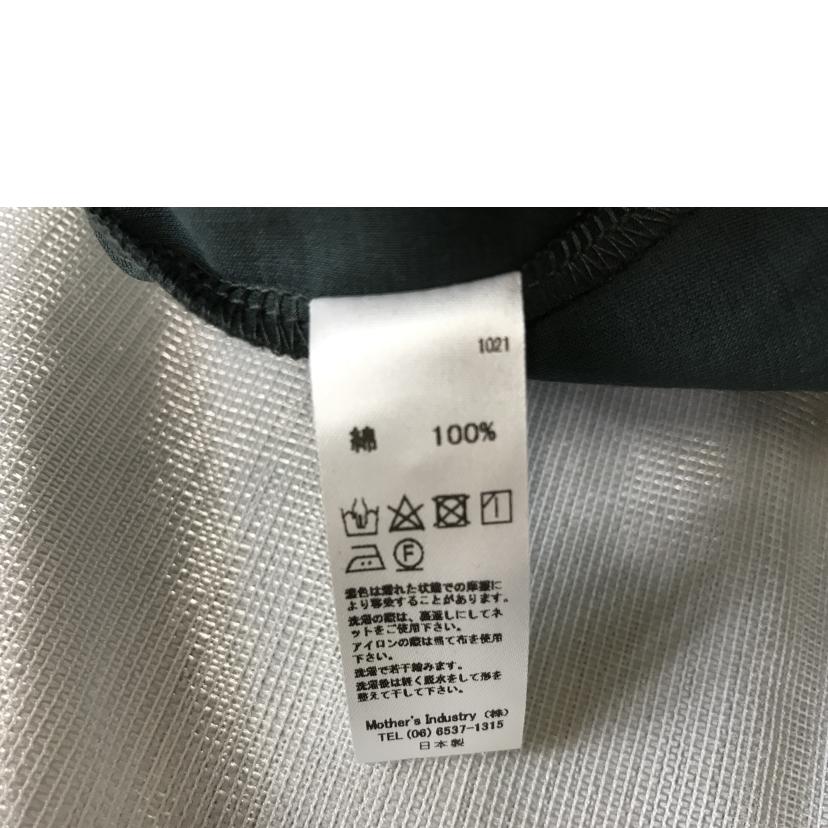 1021
綿 100%
F
濃色は濡れた状態での摩擦に
より移染することがあります。
洗濯の際は、裏返しにしてネ
ットをご使用下さい。
アイロンの際は当て布を使用
下さい。
洗濯で若干縮みます。
洗濯後は軽く脱水をして形を
整えて干して下さい。
Mother's Industry (株)
TEL (06) 6537-1315
日本製